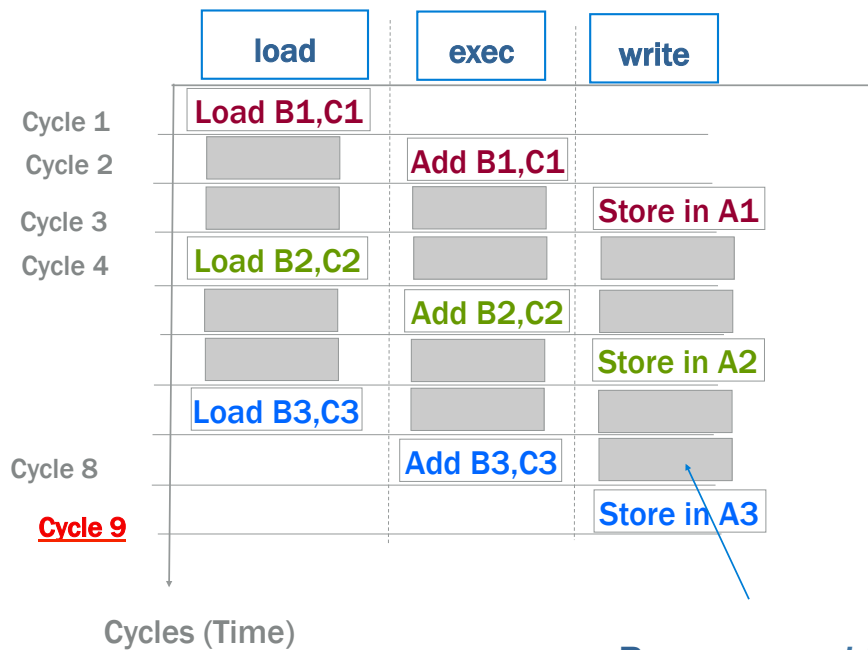 load exec write
Cycle 1 Load B1,C1
Cycle 2 Add B1,C1
Cycle 3 Store in A1
Cycle 4 Load B2,C2
Add B2,C2
Store in A2
Load B3,C3
Cycle 8 Add B3,C3
Cycle 9 Store in A3
Cycles (Time)